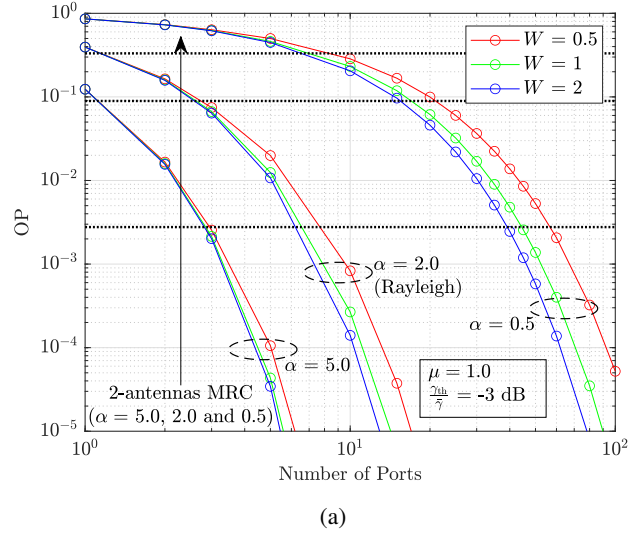 10^0
10^{-1}
10^{-2}
10^{-3}
10^{-4}
10^{-5}
OP
W = 0.5
W = 1
W = 2
α = 2.0
(Rayleigh)
α = 0.5
α = 5.0
2-antennas MRC
(α = 5.0, 2.0 and 0.5)
μ = 1.0
γ_th/γ̄ = -3 dB
10^0 10^1 10^2
Number of Ports
(a)